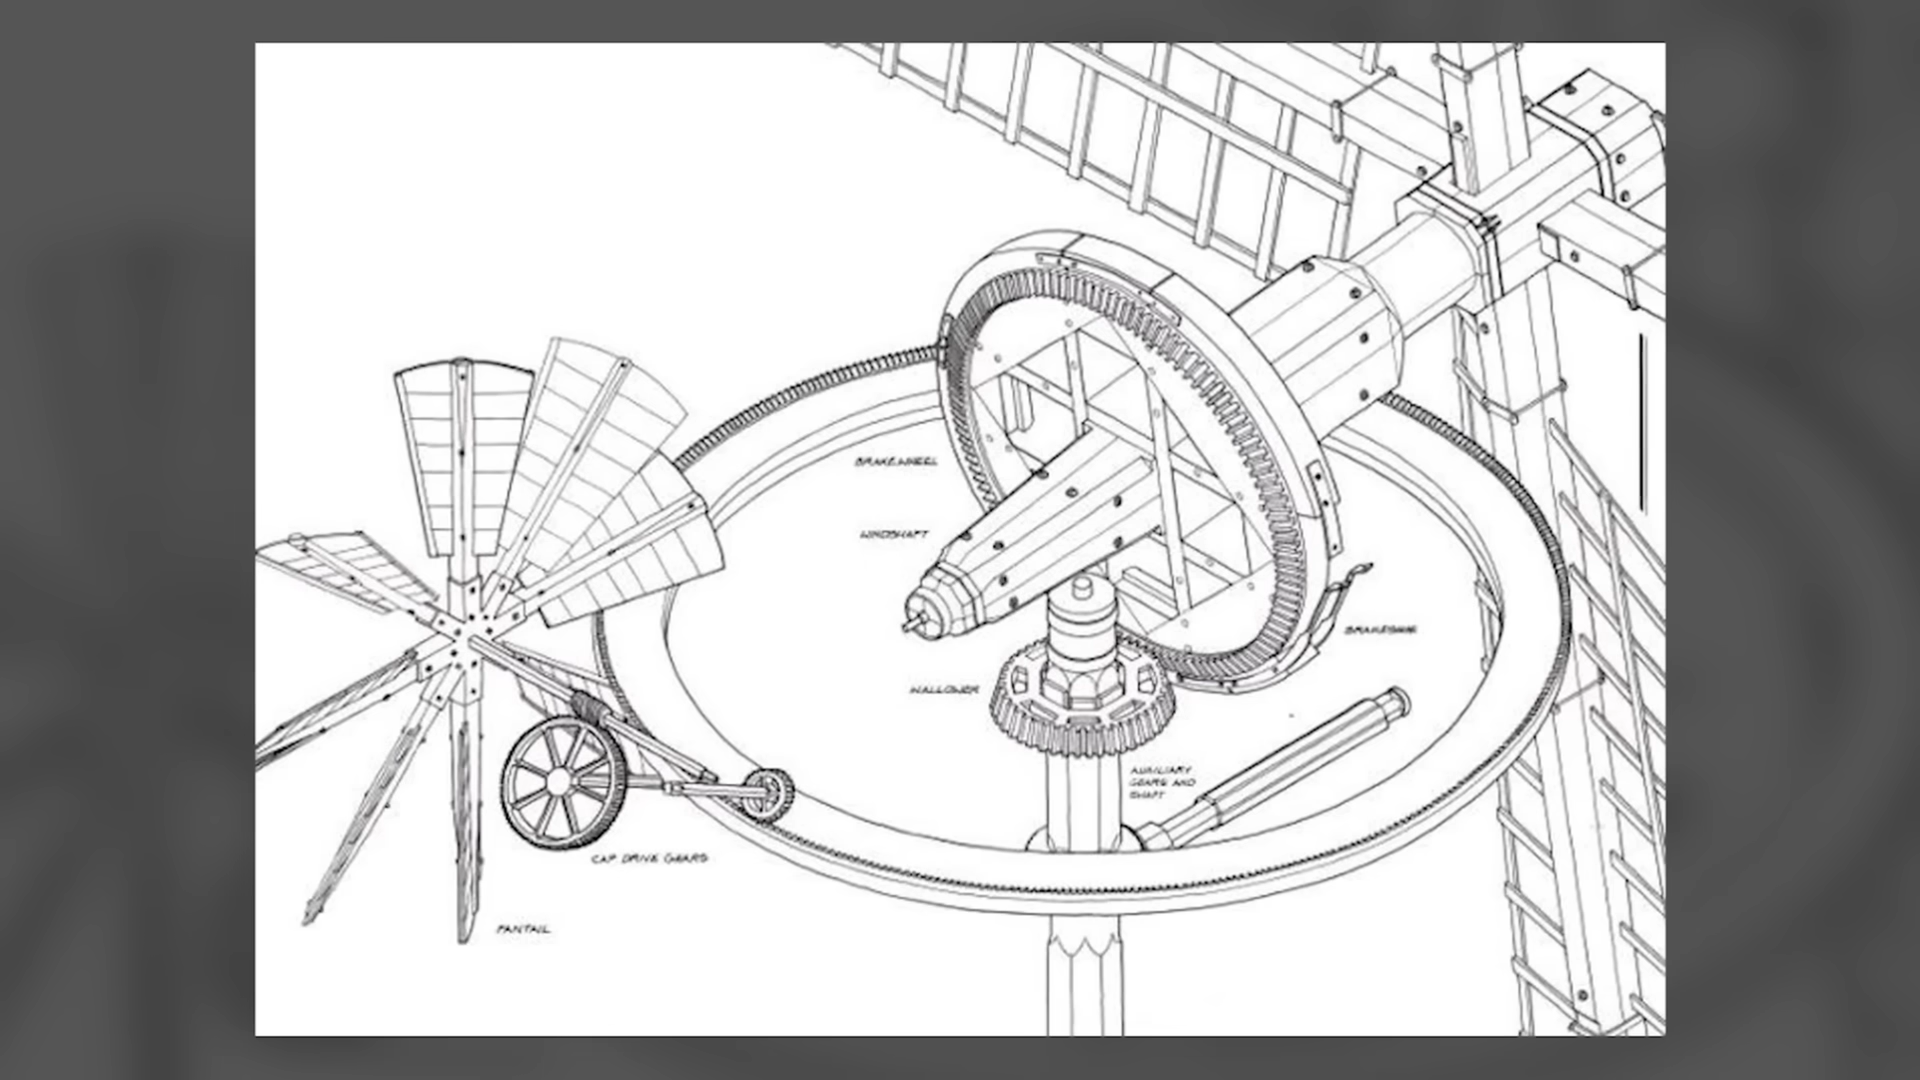 BRAKEWHEEL
WINDSHAFT
BRAKESHOE
WALLOWER
AUXILIARY
GEARS AND
SHAFT
CAP DRIVE GEARS
FANTAIL